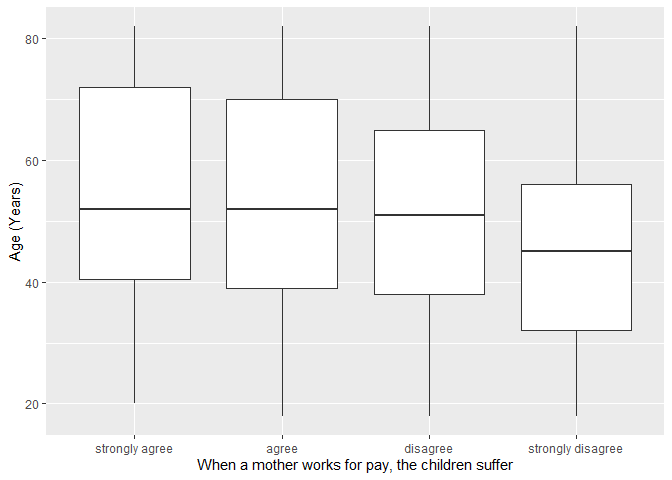 80
60
40
20
Age (Years)
strongly agree agree disagree strongly disagree
When a mother works for pay, the children suffer